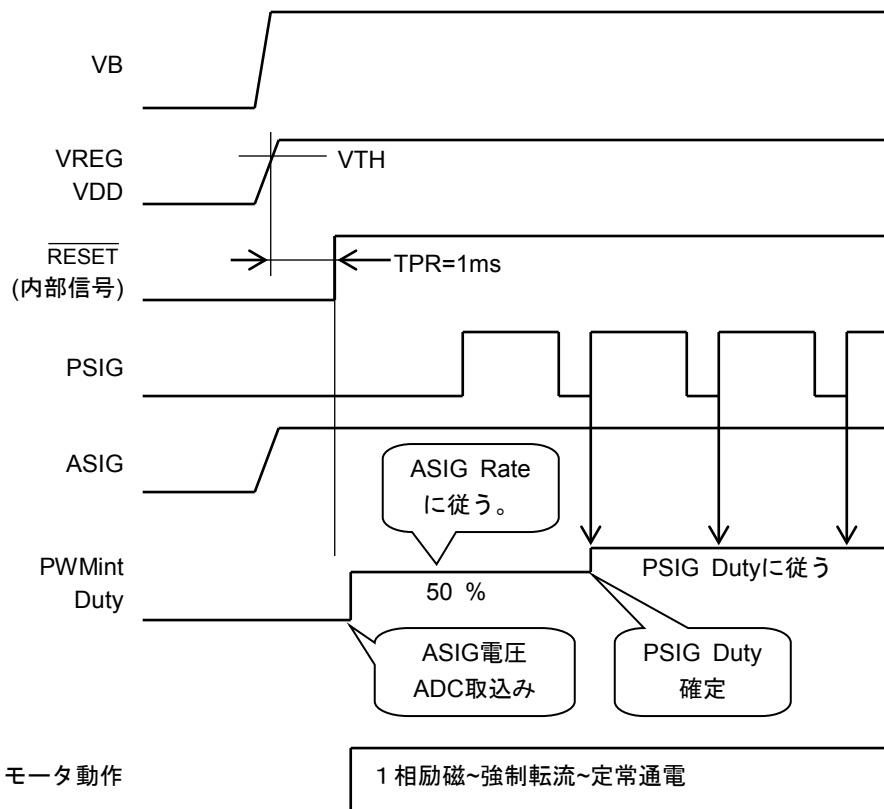 VB
VREG
VDD
VTH
RESET
(内部信号)
TPR=1ms
PSIG
ASIG
ASIG Rate
に従う。
PWMint
Duty
50 %
PSIG Dutyに従う
ASIG電圧
ADC取込み
PSIG Duty
確定
モータ動作
1相励磁~強制転流~定常通電